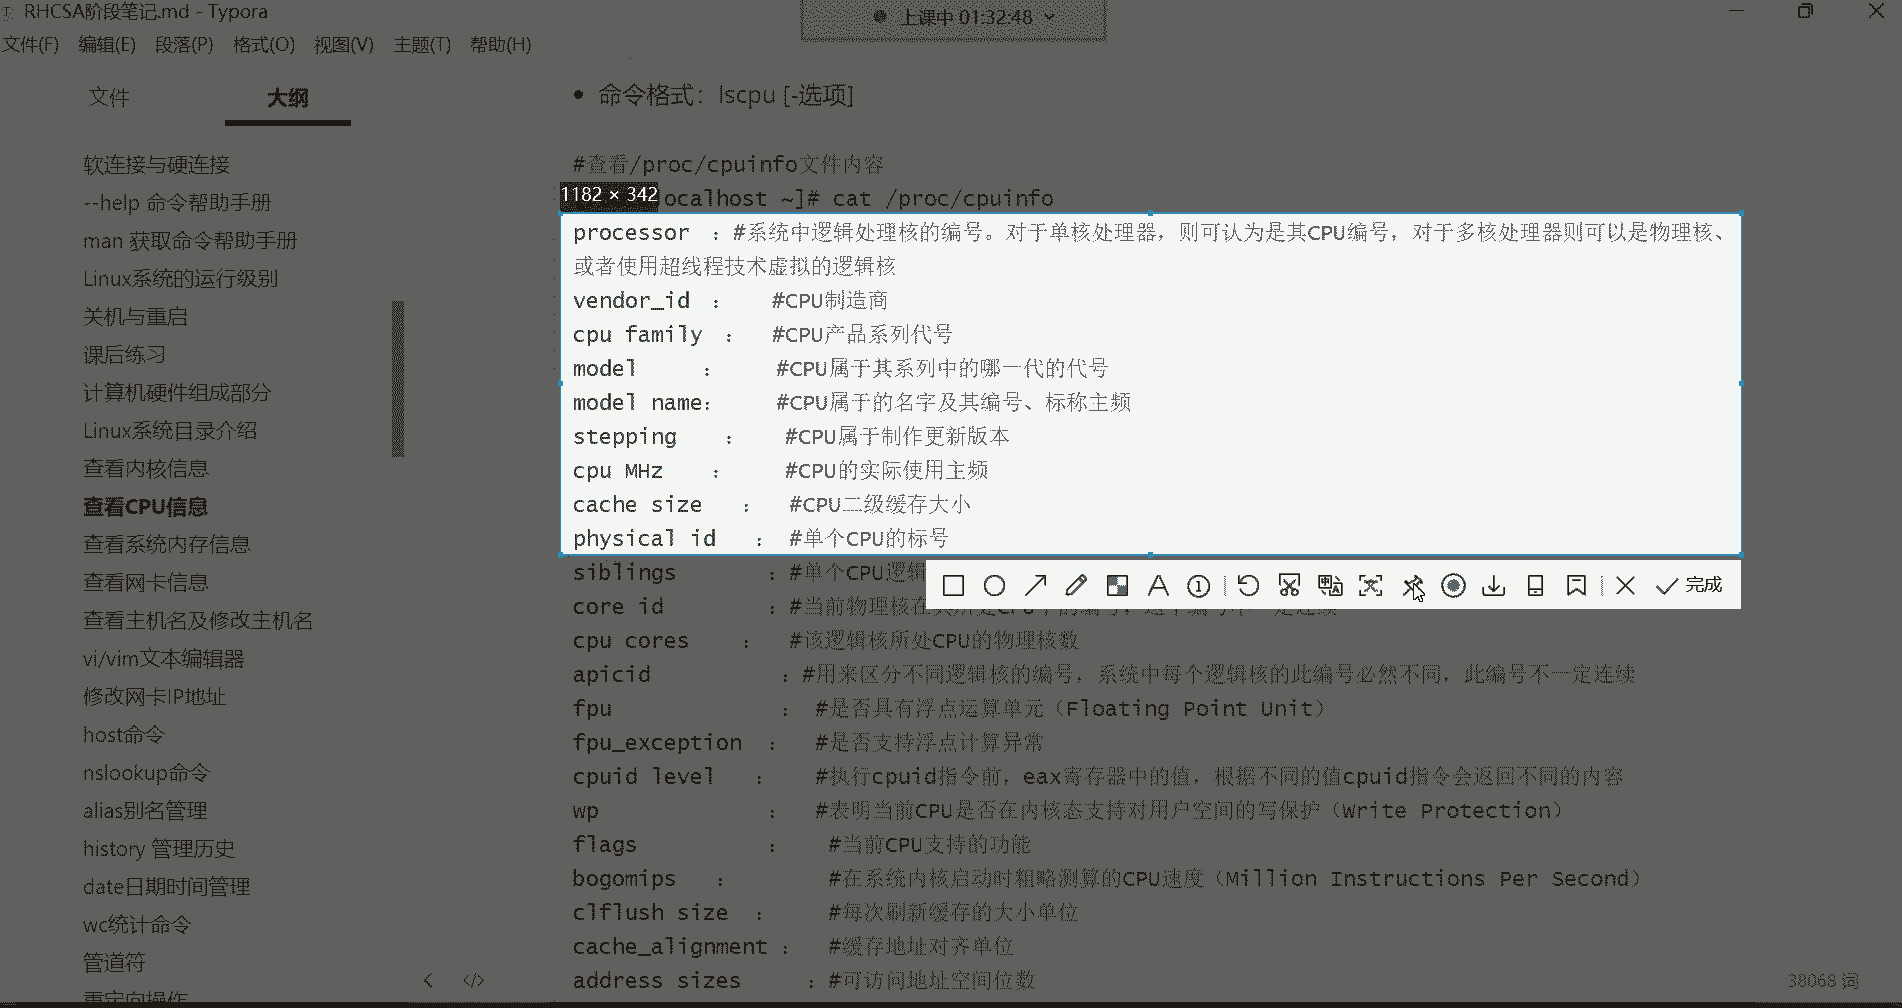 RHCSA阶段笔记.md - Typora
上课中 01:32:48
文件(F) 编辑(E) 段落(P) 格式(O) 视图(V) 主题(T) 帮助(H)
文件 大纲
软连接与硬连接
--help 命令帮助手册
man 获取命令帮助手册
Linux系统的运行级别
关机与重启
课后练习
计算机硬件组成部分
Linux系统目录介绍
查看内核信息
查看CPU信息
查看系统内存信息
查看网卡信息
查看主机名及修改主机名
vi/vim文本编辑器
修改网卡IP地址
host命令
nslookup命令
alias别名管理
history 管理历史
date日期时间管理
wc统计命令
管道符
重定向操作
命令格式：lscpu [-选项]
#查看/proc/cpuinfo文件内容
1182 × 342
localhost ~]# cat /proc/cpuinfo
processor : #系统中逻辑处理核的编号。对于单核处理器，则可认为是其CPU编号，对于多核处理器则可以是物理核、
或者使用超线程技术虚拟的逻辑核
vendor_id : #CPU制造商
cpu family : #CPU产品系列代号
model : #CPU属于其系列中的哪一代的代号
model name: #CPU属于的名字及其编号、标称主频
stepping : #CPU属于制作更新版本
cpu MHz : #CPU的实际使用主频
cache size : #CPU二级缓存大小
physical id : #单个CPU的标号
siblings : #单个CPU逻辑
完成
core id : #当前物理核在其所处CPU中的编号，这个编号不一定连续
cpu cores : #该逻辑核所处CPU的物理核数
apicid : #用来区分不同逻辑核的编号，系统中每个逻辑核的此编号必然不同，此编号不一定连续
fpu : #是否具有浮点运算单元（Floating Point Unit）
fpu_exception : #是否支持浮点计算异常
cpuid level : #执行cpuid指令前，eax寄存器中的值，根据不同的值cpuid指令会返回不同的内容
wp : #表明当前CPU是否在内核态支持对用户空间的写保护（Write Protection）
flags : #当前CPU支持的功能
bogomips : #在系统内核启动时粗略测算的CPU速度（Million Instructions Per Second）
clflush size : #每次刷新缓存的大小单位
cache_alignment : #缓存地址对齐单位
address sizes : #可访问地址空间位数
38068 词